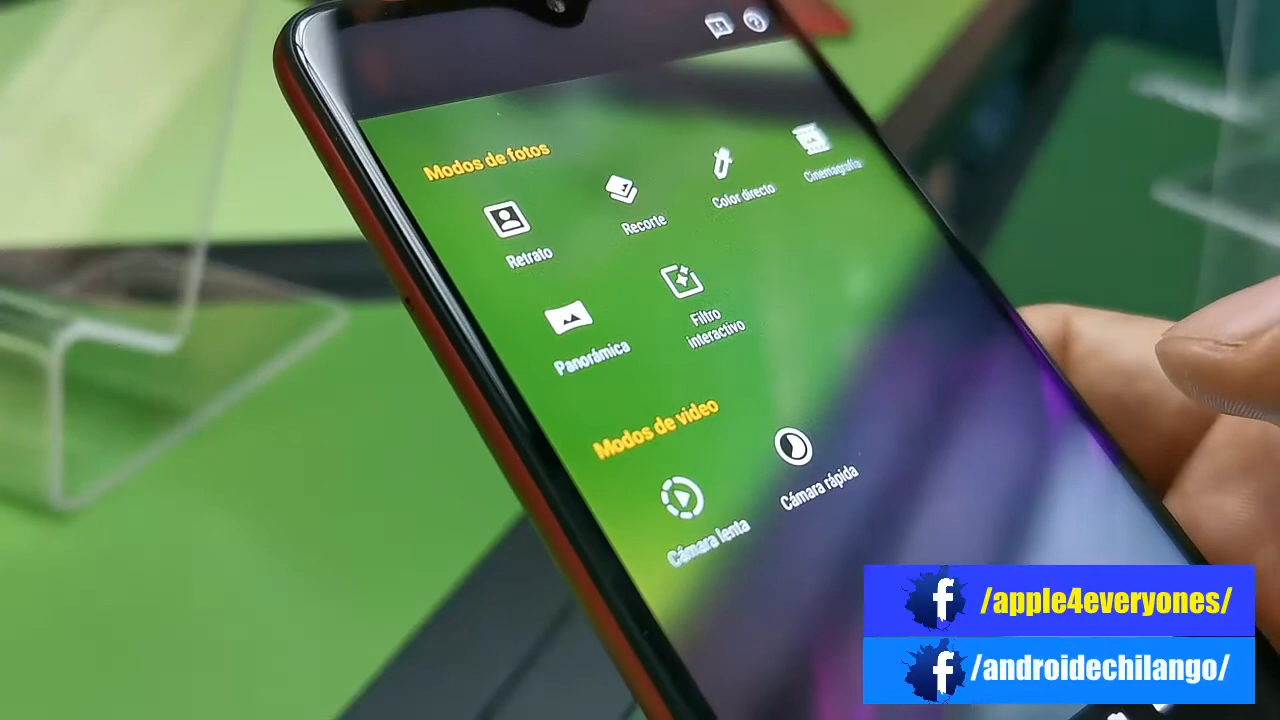 Modos de fotos
Retrato
Recorte
Color directo
Cinemagrafía
Panorámica
Filtro
interactivo
Modos de video
Cámara lenta
Cámara rápida
/apple4everyones/
/androidechilango/